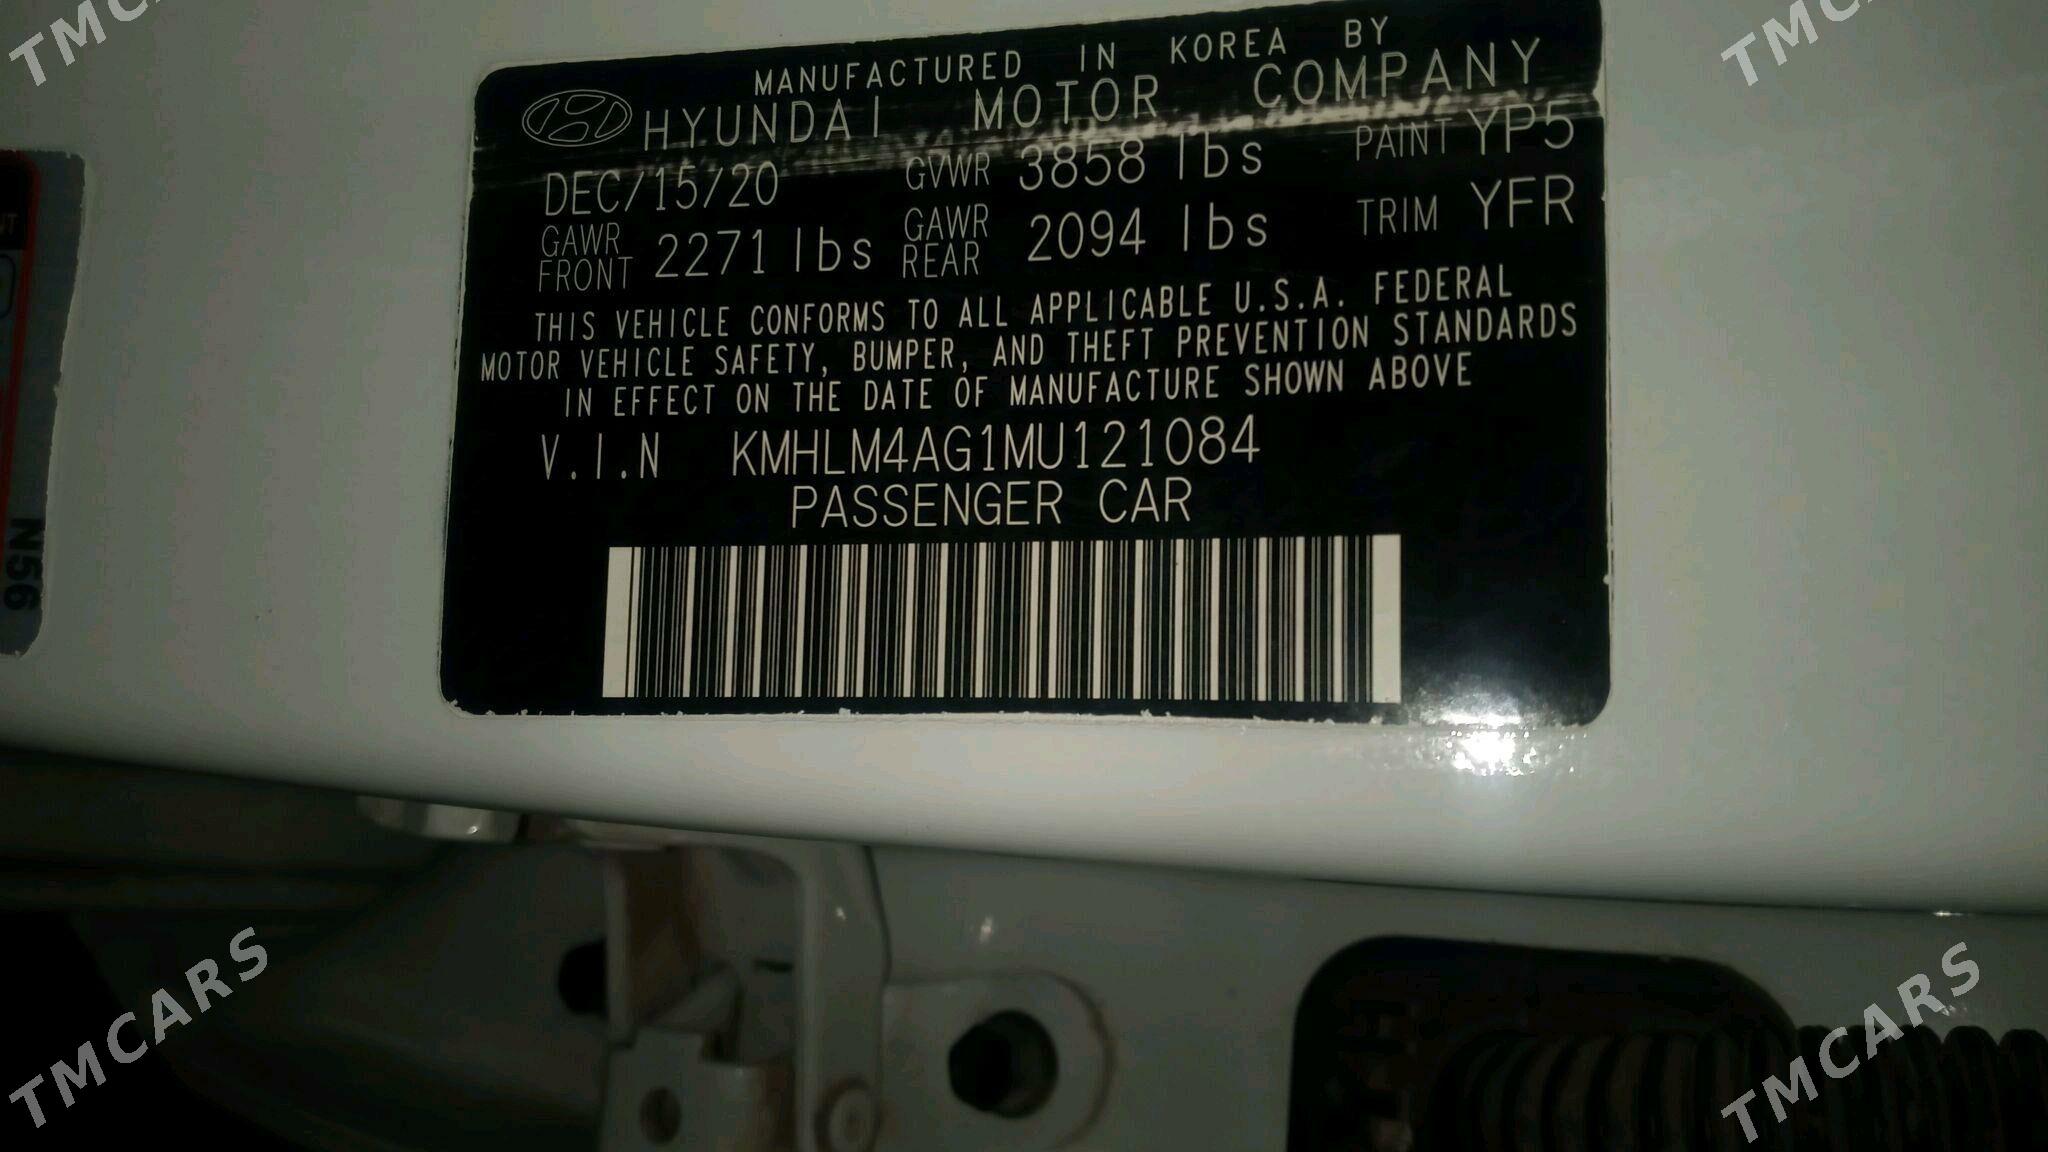 MANUFACTURED IN KOREA BY
HYUNDAI MOTOR COMPANY
DEC/15/20 GVWR 3858 lbs PAINT YP5
GAWR FRONT 2271 lbs GAWR REAR 2094 lbs TRIM YFR
THIS VEHICLE CONFORMS TO ALL APPLICABLE U.S.A. FEDERAL
MOTOR VEHICLE SAFETY, BUMPER, AND THEFT PREVENTION STANDARDS
IN EFFECT ON THE DATE OF MANUFACTURE SHOWN ABOVE
V.I.N KMHLM4AG1MU121084
PASSENGER CAR
N56
TMCARS
TMCARS